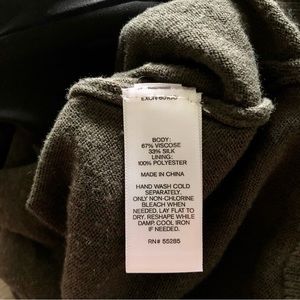 BODY:
67% VISCOSE
33% SILK
LINING:
100% POLYESTER
MADE IN CHINA
HAND WASH COLD
SEPARATELY.
ONLY NON-CHLORINE
BLEACH WHEN
NEEDED. LAY FLAT TO
DRY. RESHAPE WHILE
DAMP. COOL IRON
IF NEEDED.
RN# 55285